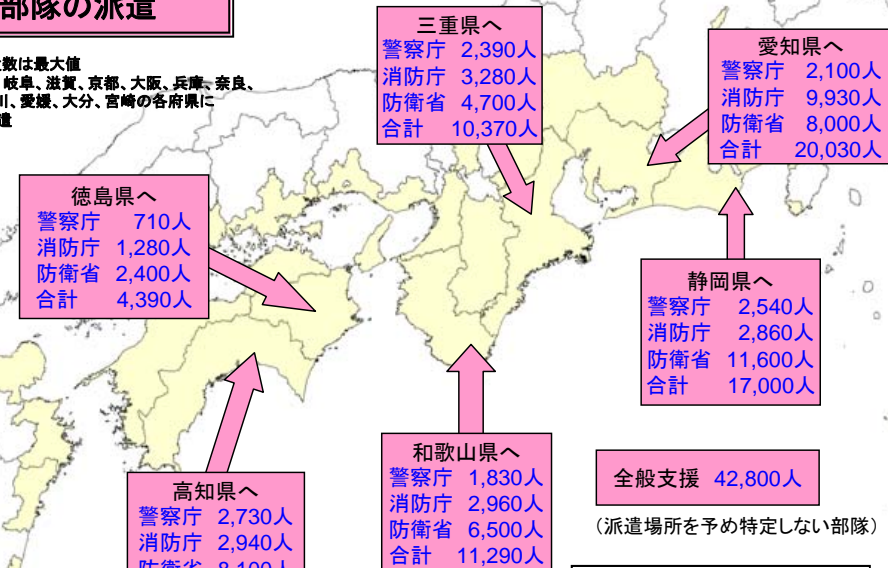 部隊の派遣
数は最大値
岐阜、滋賀、京都、大阪、兵庫、奈良、
川、愛媛、大分、宮崎の各府県に
遣
三重県へ
警察庁 2,390人
消防庁 3,280人
防衛省 4,700人
合計 10,370人
愛知県へ
警察庁 2,100人
消防庁 9,930人
防衛省 8,000人
合計 20,030人
徳島県へ
警察庁 710人
消防庁 1,280人
防衛省 2,400人
合計 4,390人
静岡県へ
警察庁 2,540人
消防庁 2,860人
防衛省 11,600人
合計 17,000人
和歌山県へ
警察庁 1,830人
消防庁 2,960人
防衛省 6,500人
合計 11,290人
高知県へ
警察庁 2,730人
消防庁 2,940人
防衛省 8,100人
全般支援 42,800人
（派遣場所を予め特定しない部隊）